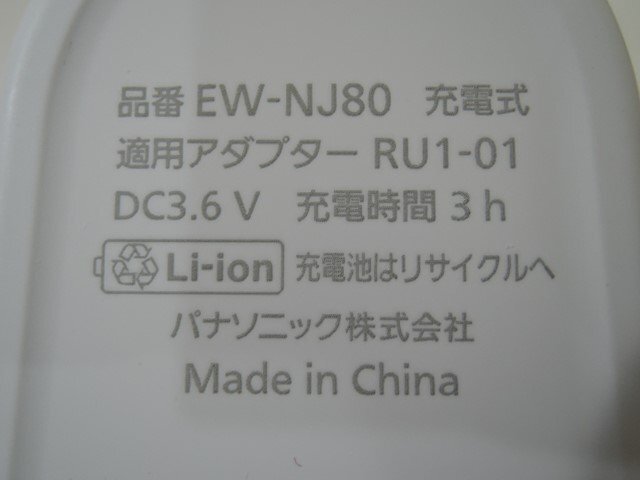 品番 EW-NJ80 充電式
適用アダプター RU1-01
DC3.6 V 充電時間 3 h
Li-ion 充電池はリサイクルへ
パナソニック株式会社
Made in China